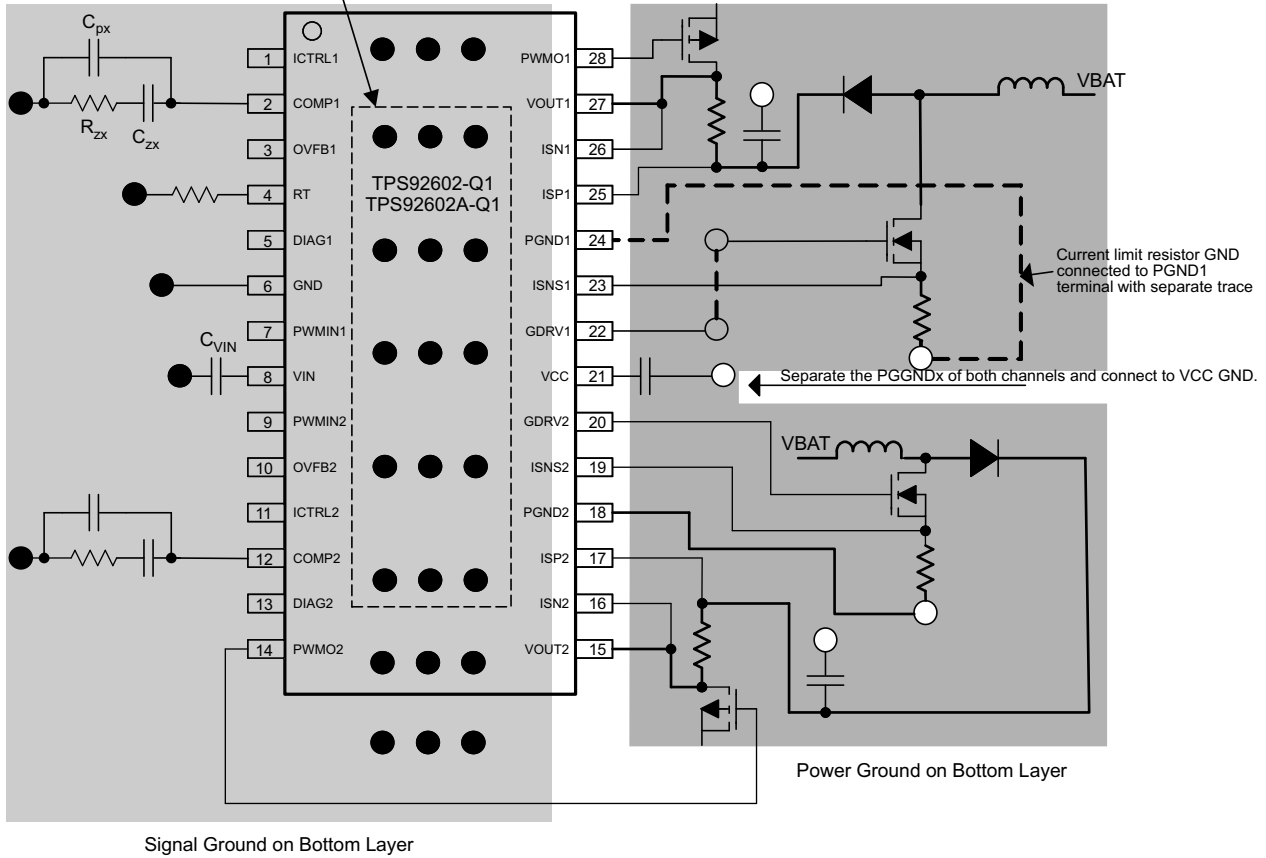 Cpx
Rzx
Czx
1 ICTRL1
2 COMP1
3 OVFB1
4 RT
5 DIAG1
6 GND
7 PWMIN1
CVIN
8 VIN
9 PWMIN2
10 OVFB2
11 ICTRL2
12 COMP2
13 DIAG2
14 PWMO2
TPS92602-Q1
TPS92602A-Q1
PWMO1 28
VOUT1 27
ISN1 26
ISP1 25
PGND1 24
ISNS1 23
GDRV1 22
VCC 21
GDRV2 20
ISNS2 19
PGND2 18
ISP2 17
ISN2 16
VOUT2 15
VBAT
Current limit resistor GND
connected to PGND1
terminal with separate trace
Separate the PGGNDx of both channels and connect to VCC GND.
VBAT
Power Ground on Bottom Layer
Signal Ground on Bottom Layer